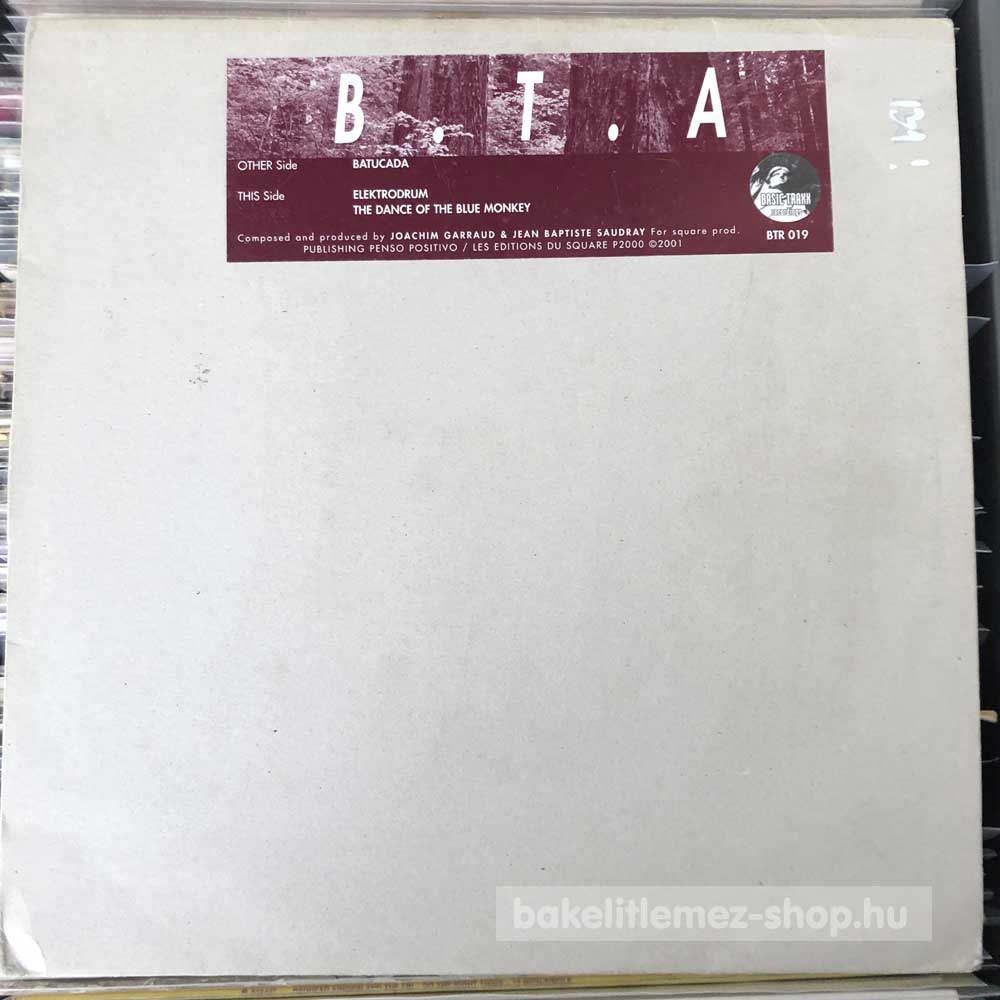 B.T.A
OTHER Side BATUCADA
THIS Side ELEKTRODRUM
THE DANCE OF THE BLUE MONKEY
BASIC TRAXX
recordings
Composed and produced by JOACHIM GARRAUD & JEAN BAPTISTE SAUDRAY For square prod.
BTR 019
PUBLISHING PENSO POSITIVO / LES EDITIONS DU SQUARE P2000 ©2001
bakelitlemez-shop.hu